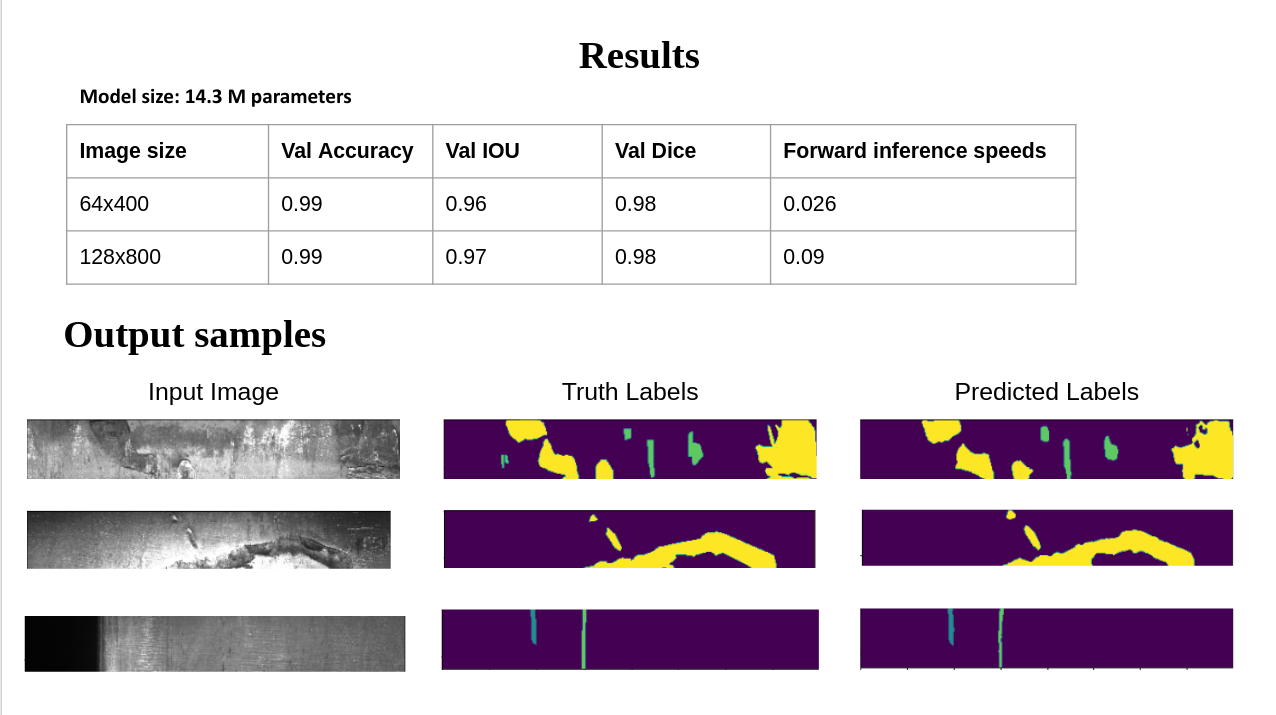 Results
Model size: 14.3 M parameters
Image size Val Accuracy Val IOU Val Dice Forward inference speeds
64x400 0.99 0.96 0.98 0.026
128x800 0.99 0.97 0.98 0.09
Output samples
Input Image Truth Labels Predicted Labels